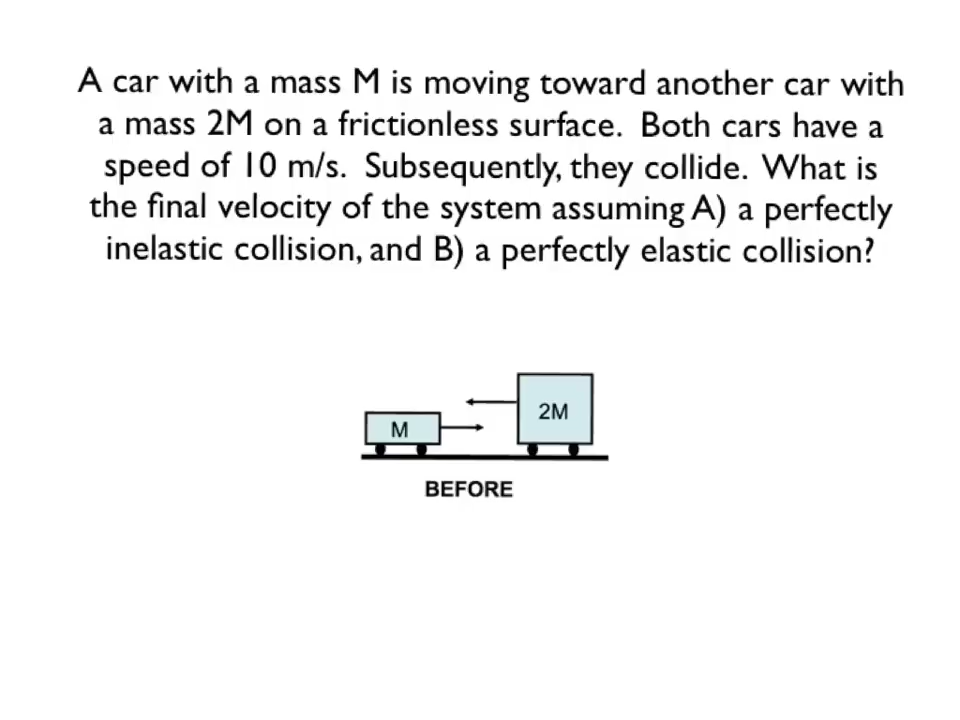 A car with a mass M is moving toward another car with
a mass 2M on a frictionless surface. Both cars have a
speed of 10 m/s. Subsequently, they collide. What is
the final velocity of the system assuming A) a perfectly
inelastic collision, and B) a perfectly elastic collision?
2M
M
BEFORE